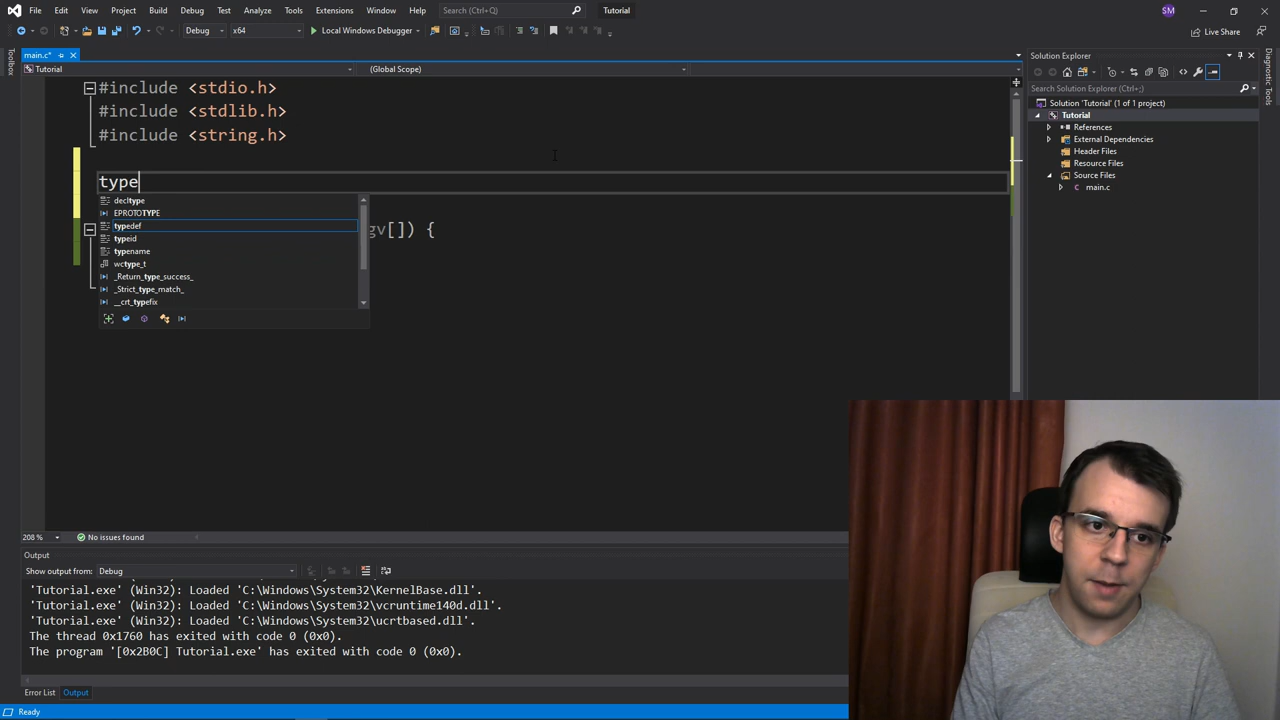 File Edit View Git Project Build Debug Test Analyze Tools Extensions Window Help Search (Ctrl+Q) Tutorial SM
Debug x64 Local Windows Debugger Live Share
main.c*
Tutorial (Global Scope)
#include <stdio.h>
#include <stdlib.h>
#include <string.h>
type
decltype
EPROTOTYPE
typedef
typeid
typename
wctype_t
_Return_type_success_
_Strict_type_match_
__crt_typefix
gv[]) {
208 % No issues found
Output
Show output from: Debug
'Tutorial.exe' (Win32): Loaded 'C:\Windows\System32\KernelBase.dll'.
'Tutorial.exe' (Win32): Loaded 'C:\Windows\System32\vcruntime140d.dll'.
'Tutorial.exe' (Win32): Loaded 'C:\Windows\System32\ucrtbased.dll'.
The thread 0x1760 has exited with code 0 (0x0).
The program '[0x2B0C] Tutorial.exe' has exited with code 0 (0x0).
Error List Output
Ready
Toolbox
Solution Explorer
Search Solution Explorer (Ctrl+;)
Solution 'Tutorial' (1 of 1 project)
Tutorial
References
External Dependencies
Header Files
Resource Files
Source Files
main.c
Diagnostic Tools